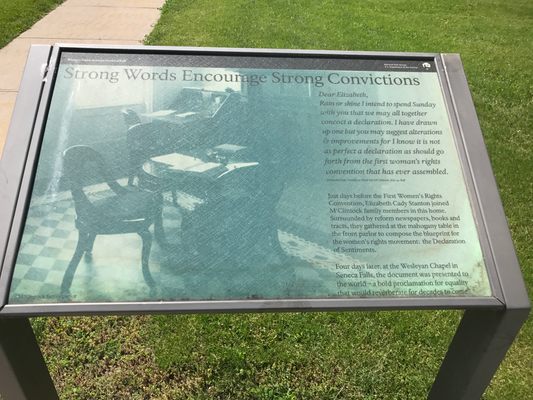 Strong Words Encourage Strong Convictions
Dear Elizabeth,
Rain or shine I intend to spend Sunday
with you that we may all together
concoct a declaration. I have drawn
up one but you may suggest alterations
& improvements for I know it is not
as perfect a declaration as should go
forth from the first woman's rights
convention that has ever assembled.
Just days before the First Women's Rights
Convention, Elizabeth Cady Stanton joined
M'Clintock family members in this home.
Surrounded by reform newspapers, books and
tracts, they gathered at the mahogany table in
the front parlor to compose the blueprint for
the women's rights movement: the Declaration
of Sentiments.
Four days later, at the Wesleyan Chapel in
Seneca Falls, the document was presented to
the world – a bold proclamation for equality
that would reverberate for decades to come.